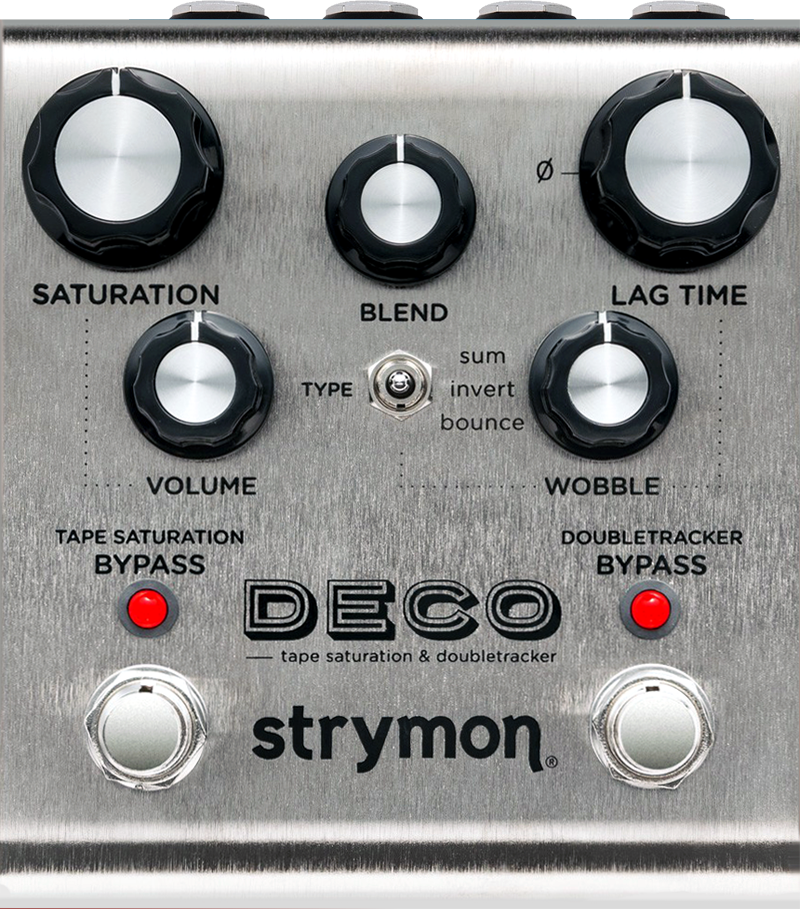 Ø
SATURATION
BLEND
LAG TIME
TYPE
sum
invert
bounce
VOLUME
WOBBLE
TAPE SATURATION
BYPASS
DOUBLETRACKER
BYPASS
DECO
tape saturation & doubletracker
strymon®